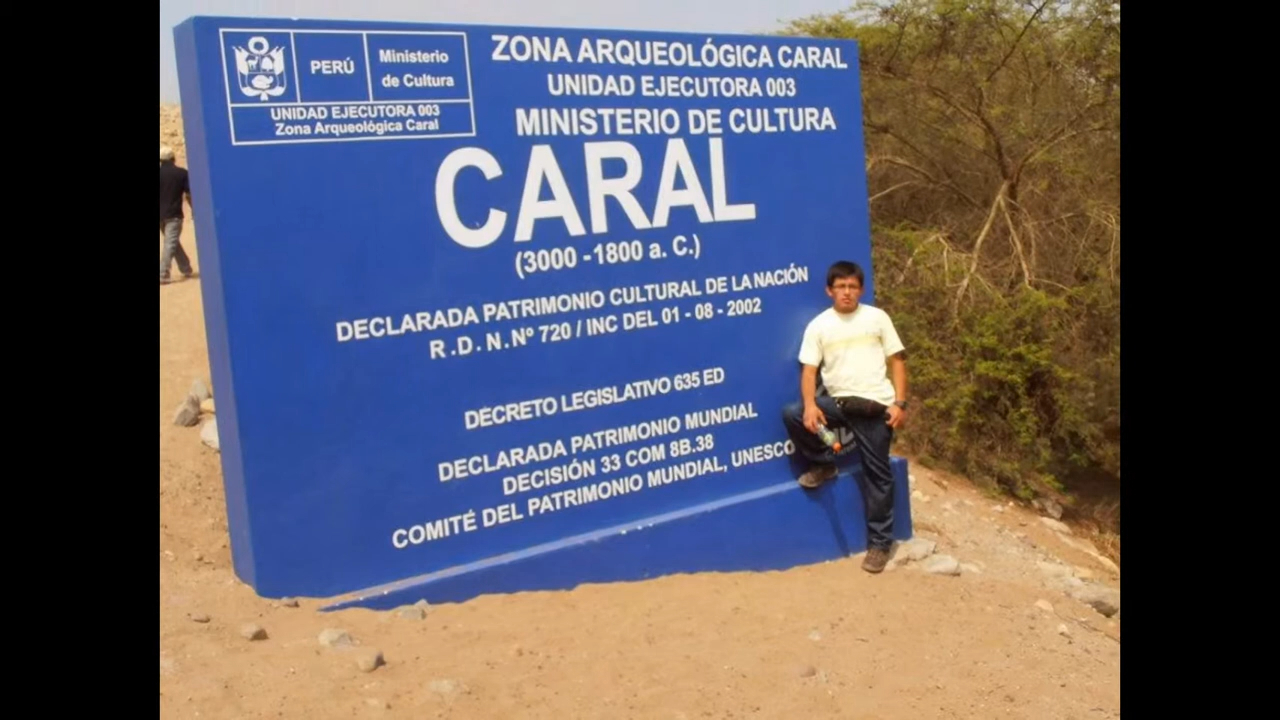 PERÚ
Ministerio
de Cultura
UNIDAD EJECUTORA 003
Zona Arqueológica Caral
ZONA ARQUEOLÓGICA CARAL
UNIDAD EJECUTORA 003
MINISTERIO DE CULTURA
CARAL
(3000 -1800 a. C.)
DECLARADA PATRIMONIO CULTURAL DE LA NACIÓN
R.D.N.Nº 720 / INC DEL 01 - 08 - 2002
DECRETO LEGISLATIVO 635 ED
DECLARADA PATRIMONIO MUNDIAL
DECISIÓN 33 COM 8B.38
COMITÉ DEL PATRIMONIO MUNDIAL, UNESCO